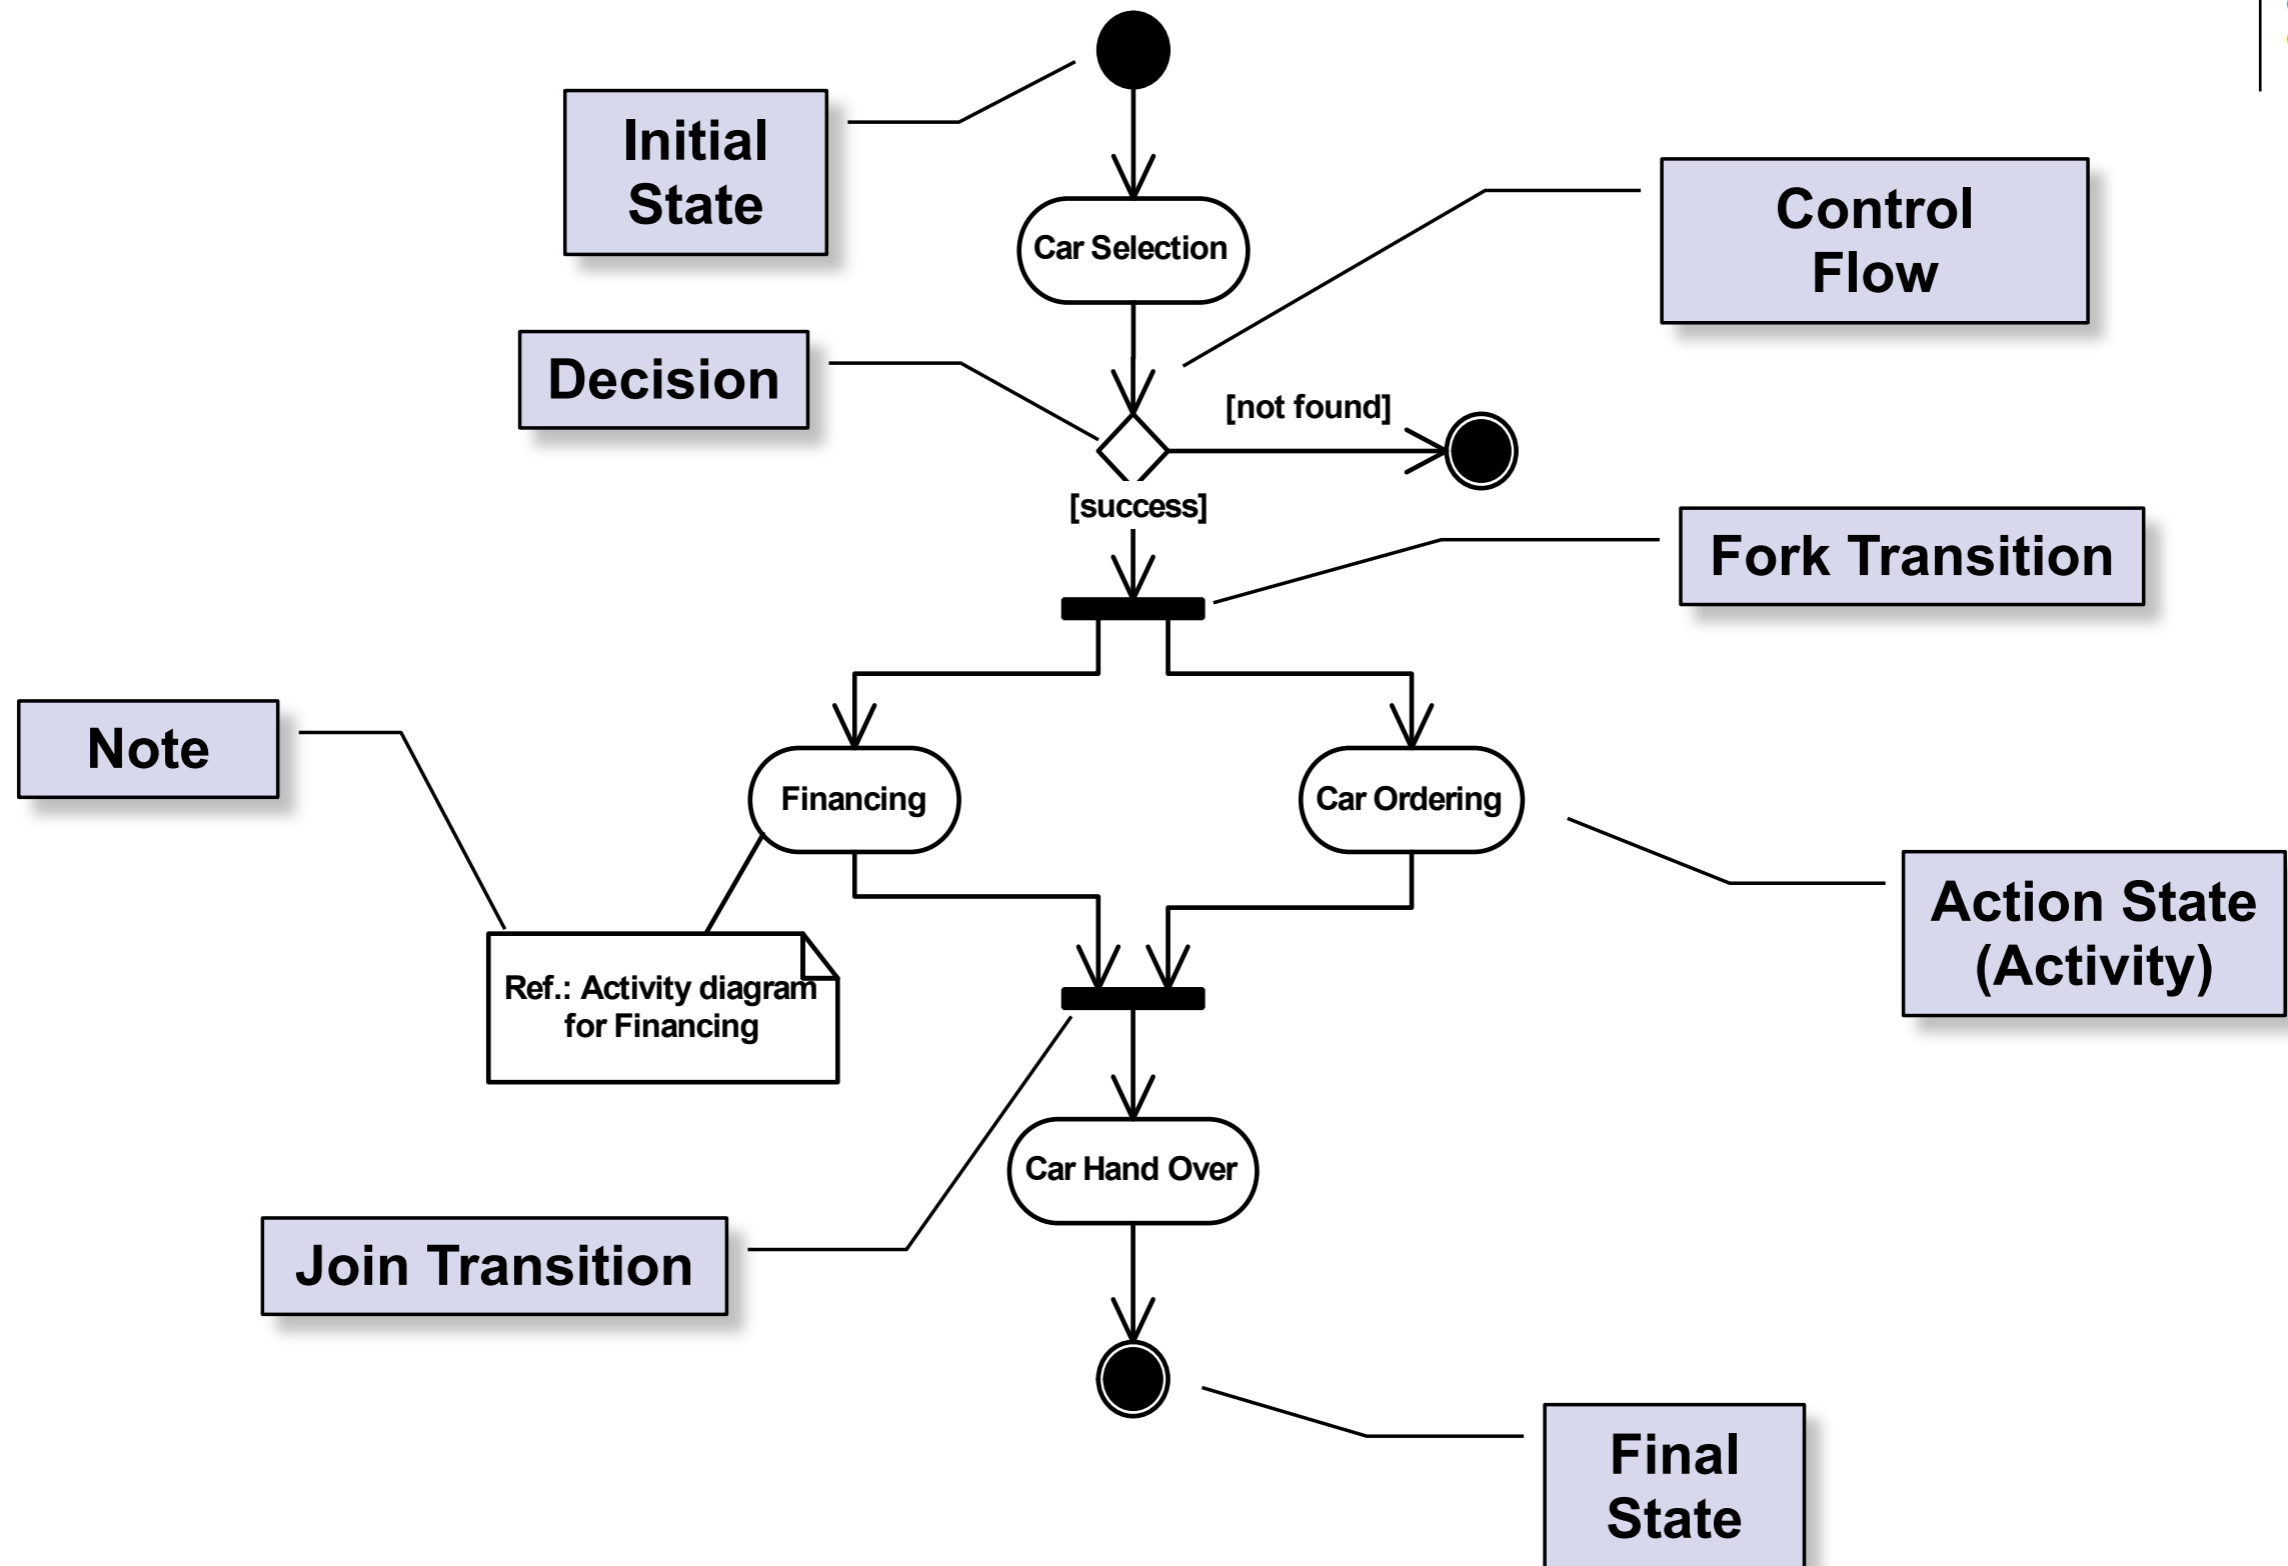 Initial
State
Car Selection
Control
Flow
Decision
[not found]
[success]
Fork Transition
Note
Financing
Car Ordering
Action State
(Activity)
Ref.: Activity diagram
for Financing
Car Hand Over
Join Transition
Final
State